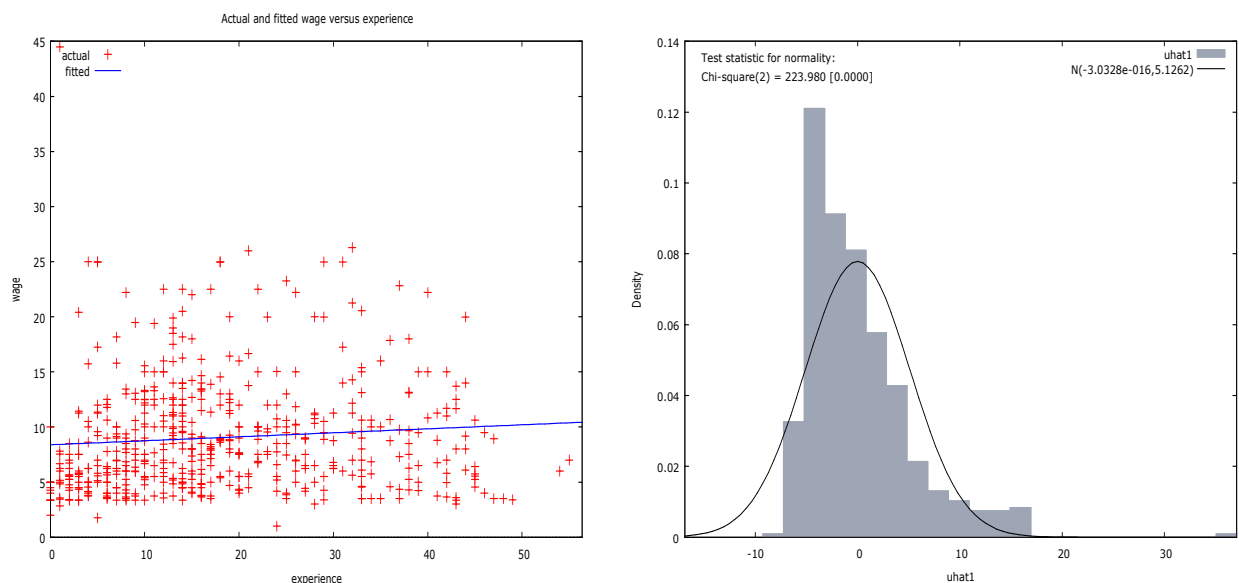 Actual and fitted wage versus experience
45
40
35
30
25
20
15
10
5
0
actual
fitted
wage
0
10
20
30
40
50
experience
0.14
0.12
0.1
0.08
0.06
0.04
0.02
0
Test statistic for normality:
Chi-square(2) = 223.980 [0.0000]
uhat1
N(-3.0328e-016,5.1262)
Density
-10
0
10
20
30
uhat1